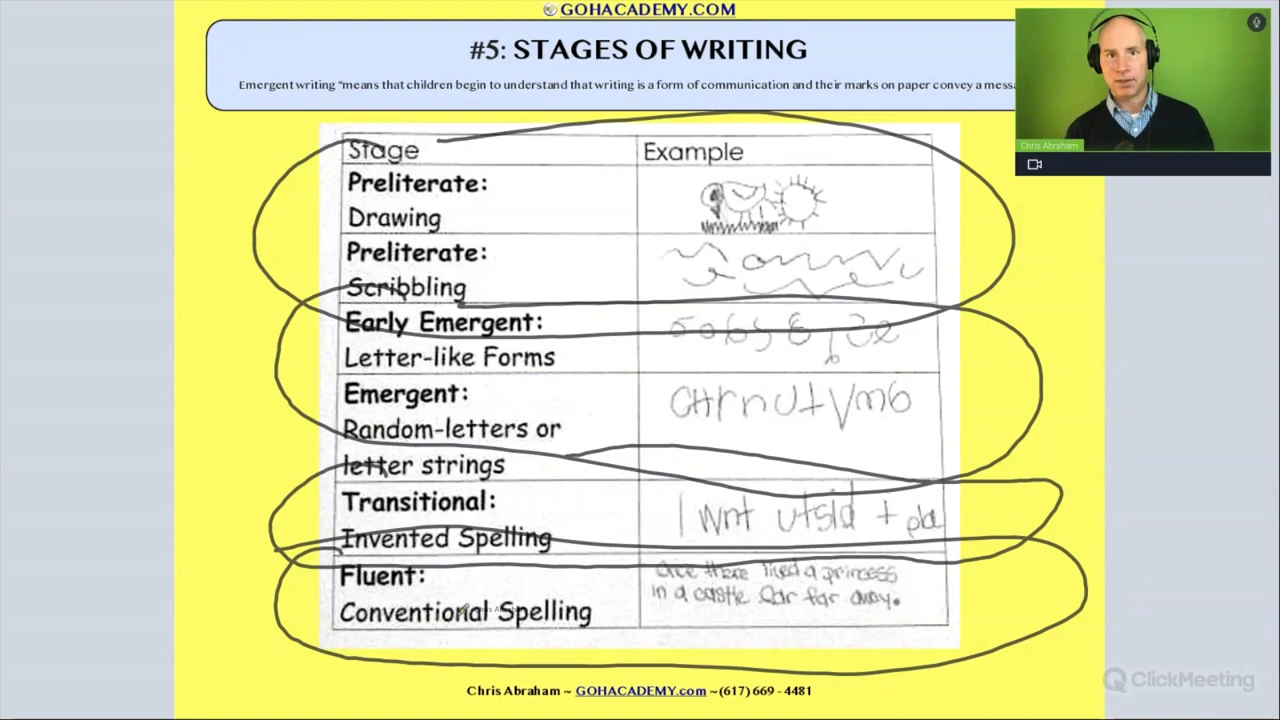 GOHACADEMY.COM
#5: STAGES OF WRITING
Emergent writing "means that children begin to understand that writing is a form of communication and their marks on paper convey a messa
Chris Abraham
Stage Example
Preliterate:
Drawing
Preliterate:
Scribbling
Early Emergent:
Letter-like Forms
Emergent:
Random-letters or
letter strings
Transitional:
Invented Spelling
I wnt utsid + pla
Fluent:
Conventional Spelling
Once there lived a princess
in a castle far far away.
Chris Abraham ~ GOHACADEMY.com ~(617) 669 - 4481
ClickMeeting